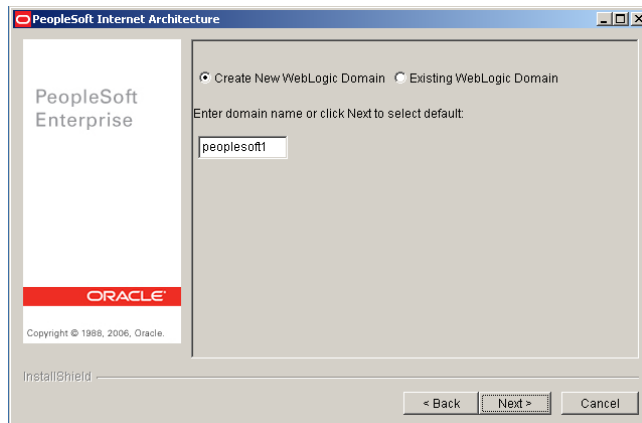 PeopleSoft Internet Architecture
PeopleSoft
Enterprise
Create New WebLogic Domain Existing WebLogic Domain
Enter domain name or click Next to select default:
peoplesoft1
ORACLE
Copyright © 1988, 2006, Oracle.
InstallShield
< Back Next > Cancel